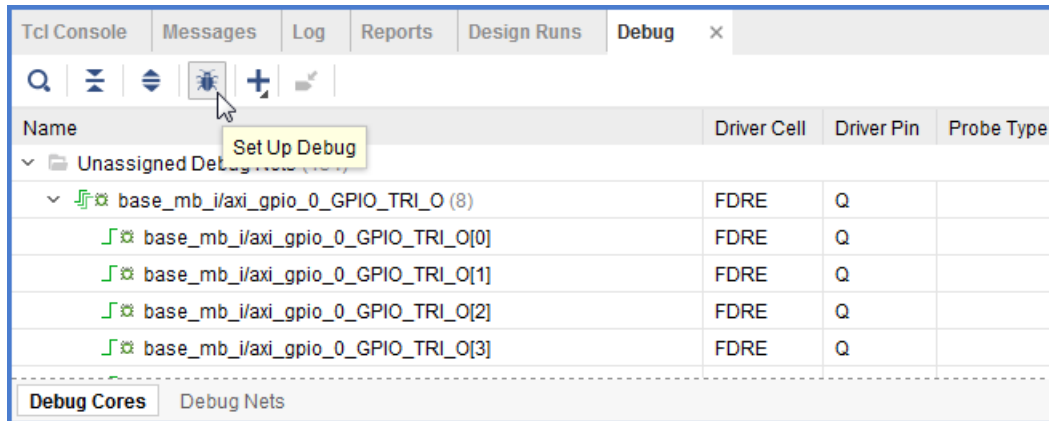 Tcl Console Messages Log Reports Design Runs Debug
Name Driver Cell Driver Pin Probe Type
Set Up Debug
Unassigned
base_mb_i/axi_gpio_0_GPIO_TRI_O (8) FDRE Q
base_mb_i/axi_gpio_0_GPIO_TRI_O[0] FDRE Q
base_mb_i/axi_gpio_0_GPIO_TRI_O[1] FDRE Q
base_mb_i/axi_gpio_0_GPIO_TRI_O[2] FDRE Q
base_mb_i/axi_gpio_0_GPIO_TRI_O[3] FDRE Q
Debug Cores Debug Nets